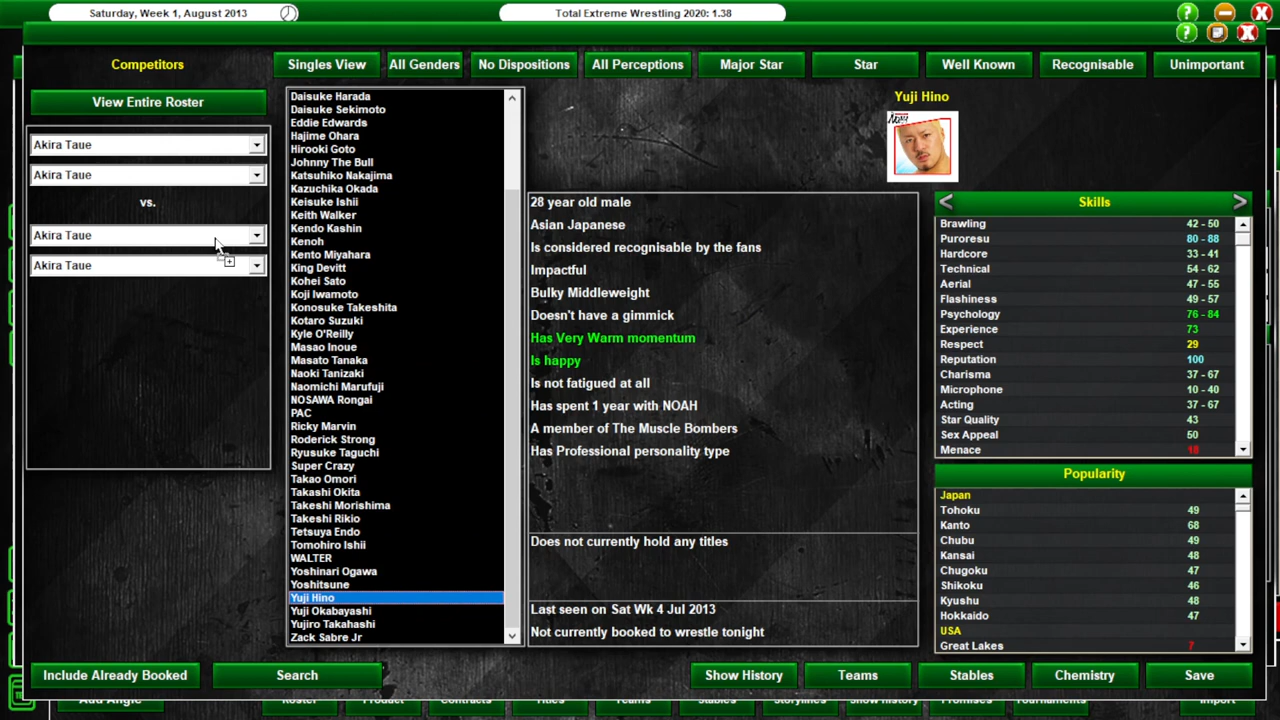 Saturday, Week 1, August 2013
Total Extreme Wrestling 2020: 1.38
Competitors
Singles View
All Genders
No Dispositions
All Perceptions
Major Star
Star
Well Known
Recognisable
Unimportant
View Entire Roster
Akira Taue
Akira Taue
vs.
Akira Taue
Akira Taue
Daisuke Harada
Daisuke Sekimoto
Eddie Edwards
Hajime Ohara
Hirooki Goto
Johnny The Bull
Katsuhiko Nakajima
Kazuchika Okada
Keisuke Ishii
Keith Walker
Kendo Kashin
Kenoh
Kento Miyahara
King Devitt
Kohei Sato
Koji Iwamoto
Konosuke Takeshita
Kotaro Suzuki
Kyle O'Reilly
Masao Inoue
Masato Tanaka
Naoki Tanizaki
Naomichi Marufuji
NOSAWA Rongai
PAC
Ricky Marvin
Roderick Strong
Ryusuke Taguchi
Super Crazy
Takao Omori
Takashi Okita
Takeshi Morishima
Takeshi Rikio
Tetsuya Endo
Tomohiro Ishii
WALTER
Yoshinari Ogawa
Yoshitsune
Yuji Hino
Yuji Okabayashi
Yujiro Takahashi
Zack Sabre Jr
Yuji Hino
28 year old male
Asian Japanese
Is considered recognisable by the fans
Impactful
Bulky Middleweight
Doesn't have a gimmick
Has Very Warm momentum
Is happy
Is not fatigued at all
Has spent 1 year with NOAH
A member of The Muscle Bombers
Has Professional personality type
Does not currently hold any titles
Last seen on Sat Wk 4 Jul 2013
Not currently booked to wrestle tonight
Skills
Brawling 42 - 50
Puroresu 80 - 88
Hardcore 33 - 41
Technical 54 - 62
Aerial 47 - 55
Flashiness 49 - 57
Psychology 76 - 84
Experience 73
Respect 29
Reputation 100
Charisma 37 - 67
Microphone 10 - 40
Acting 37 - 67
Star Quality 43
Sex Appeal 50
Menace 18
Popularity
Japan
Tohoku 49
Kanto 68
Chubu 49
Kansai 48
Chugoku 47
Shikoku 46
Kyushu 48
Hokkaido 47
USA
Great Lakes 7
Include Already Booked
Search
Show History
Teams
Stables
Chemistry
Save